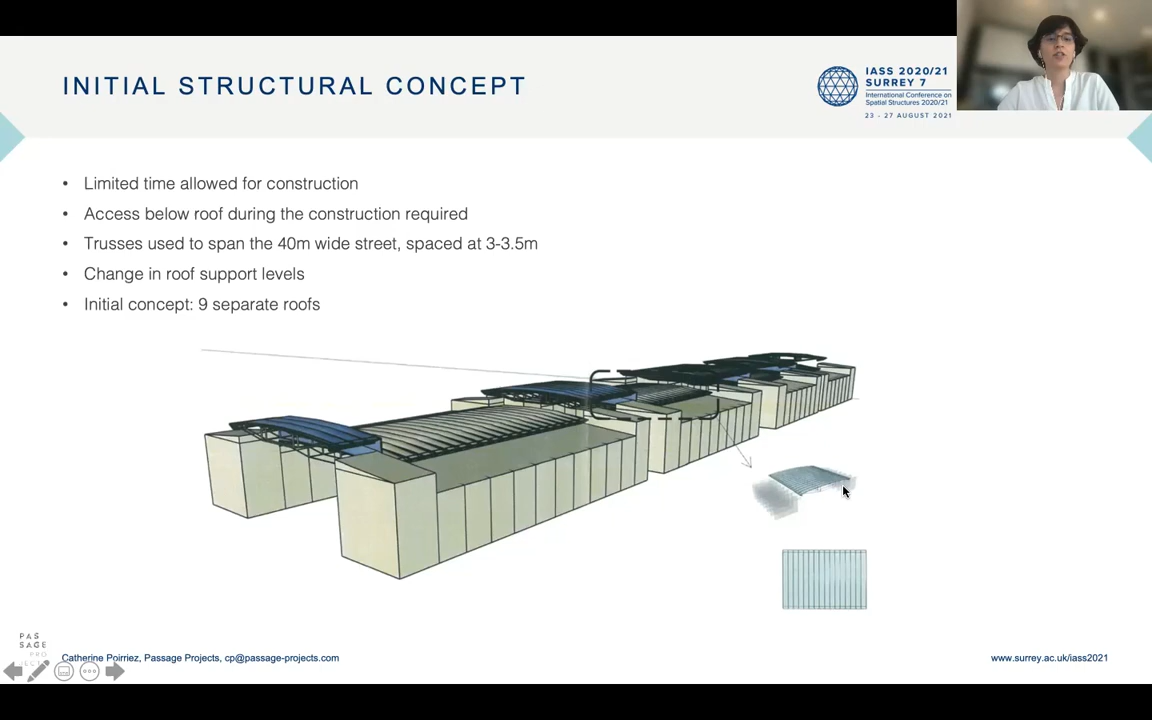 INITIAL STRUCTURAL CONCEPT
IASS 2020/21
SURREY 7
International Conference on
Spatial Structures 2020/21
23 - 27 AUGUST 2021
• Limited time allowed for construction
• Access below roof during the construction required
• Trusses used to span the 40m wide street, spaced at 3-3.5m
• Change in roof support levels
• Initial concept: 9 separate roofs
PAS
SAGE
PRO
Catherine Poirriez, Passage Projects, cp@passage-projects.com
www.surrey.ac.uk/iass2021